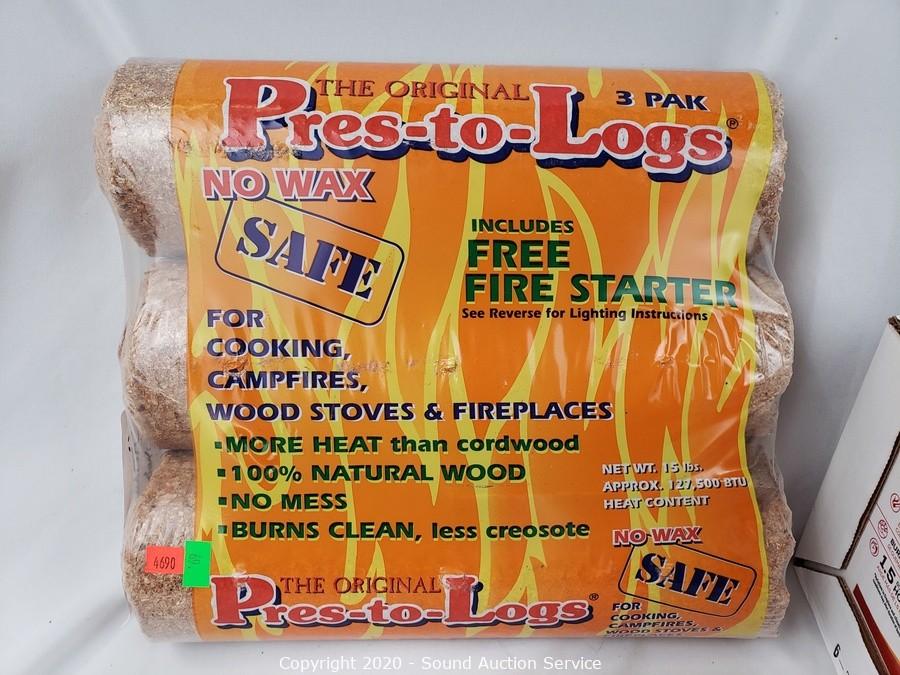 THE ORIGINAL
Pres-to-Logs®
3 PAK
NO WAX
SAFE
INCLUDES
FREE
FIRE STARTER
See Reverse for Lighting Instructions
FOR
COOKING,
CAMPFIRES,
WOOD STOVES & FIREPLACES
▪MORE HEAT than cordwood
▪100% NATURAL WOOD
▪NO MESS
▪BURNS CLEAN, less creosote
NET WT. 15 lbs.
APPROX. 127,500 BTU
HEAT CONTENT
NO WAX
SAFE
FOR
COOKING,
CAMPFIRES,
WOOD STOVES &
THE ORIGINAL
Pres-to-Logs®
4690
Copyright 2020 - Sound Auction Service